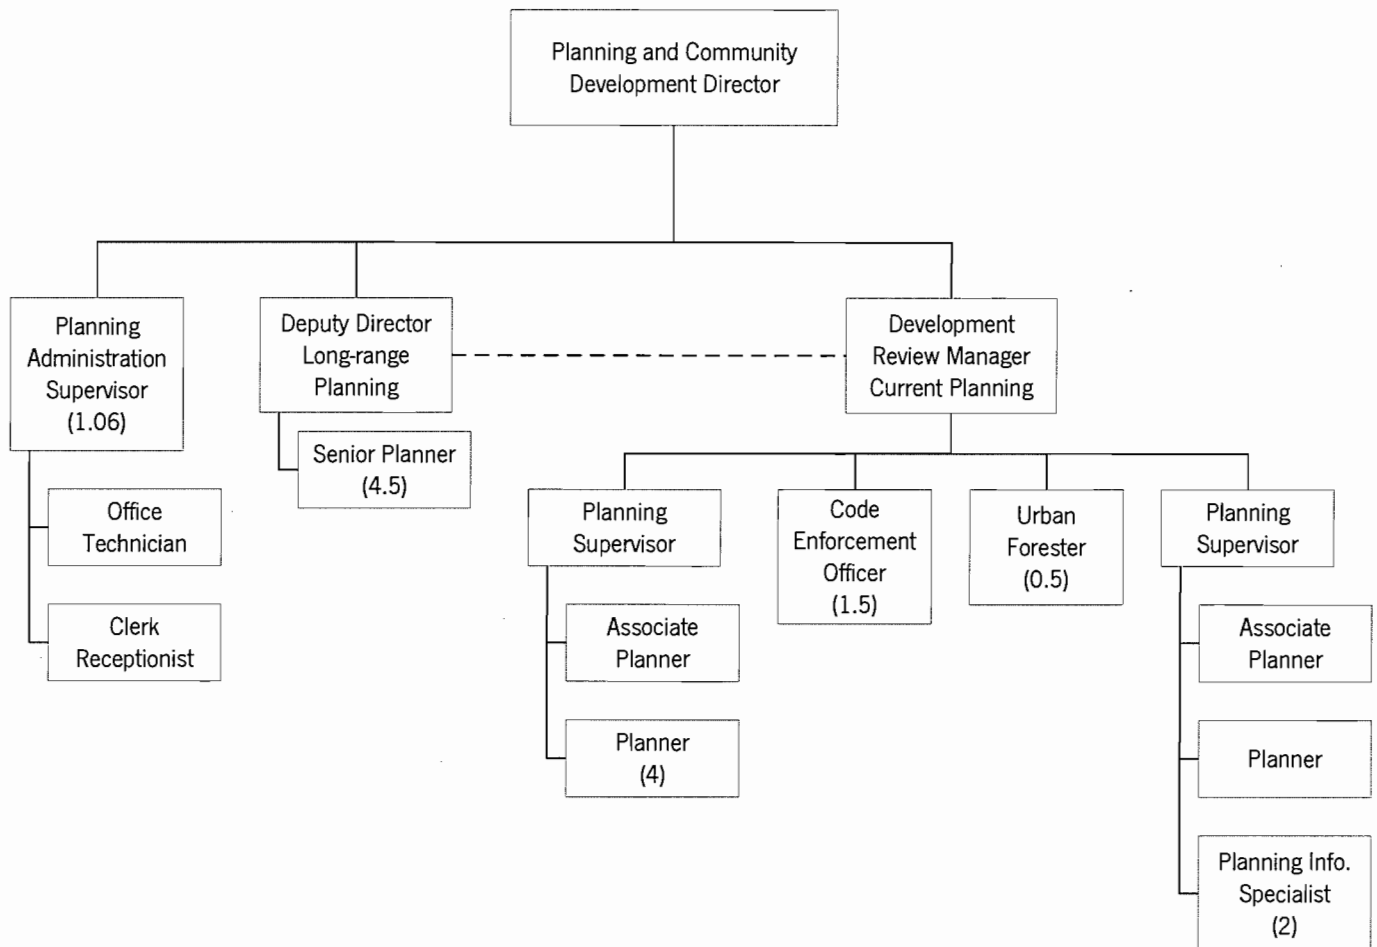 Planning and Community
Development Director
Planning
Administration
Supervisor
(1.06)
Deputy Director
Long-range
Planning
Development
Review Manager
Current Planning
Office
Technician
Clerk
Receptionist
Senior Planner
(4.5)
Planning
Supervisor
Associate
Planner
Planner
(4)
Code
Enforcement
Officer
(1.5)
Urban
Forester
(0.5)
Planning
Supervisor
Associate
Planner
Planner
Planning Info.
Specialist
(2)